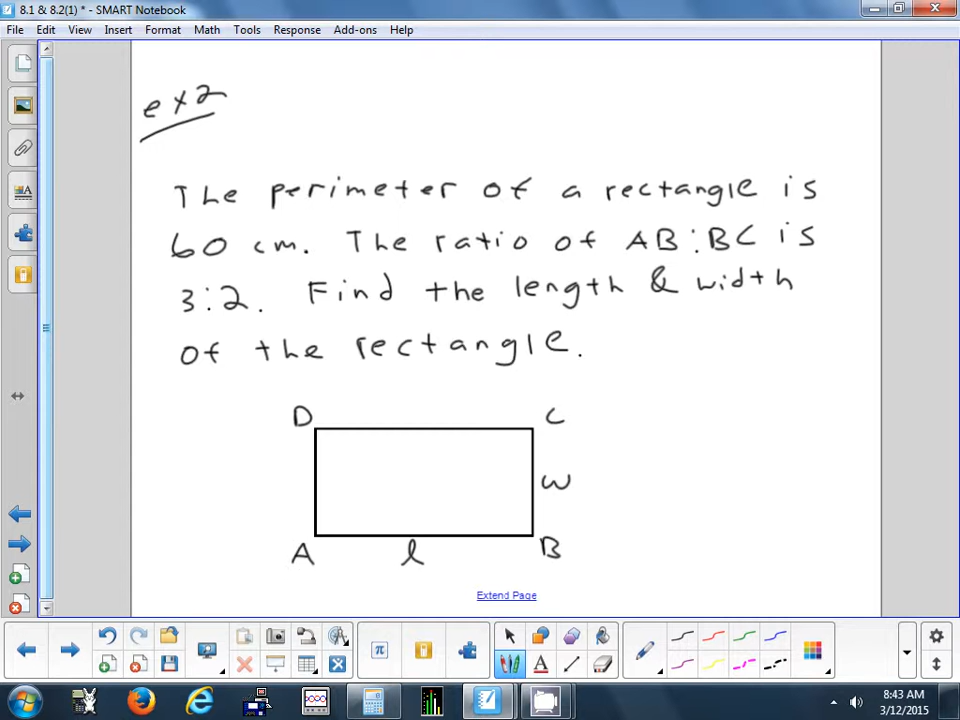 8.1 & 8.2(1) * - SMART Notebook
File Edit View Insert Format Math Tools Response Add-ons Help
ex2
The perimeter of a rectangle is
60 cm. The ratio of AB:BC is
3:2. Find the length & width
of the rectangle.
D C
w
A l B
Extend Page
8:43 AM
3/12/2015